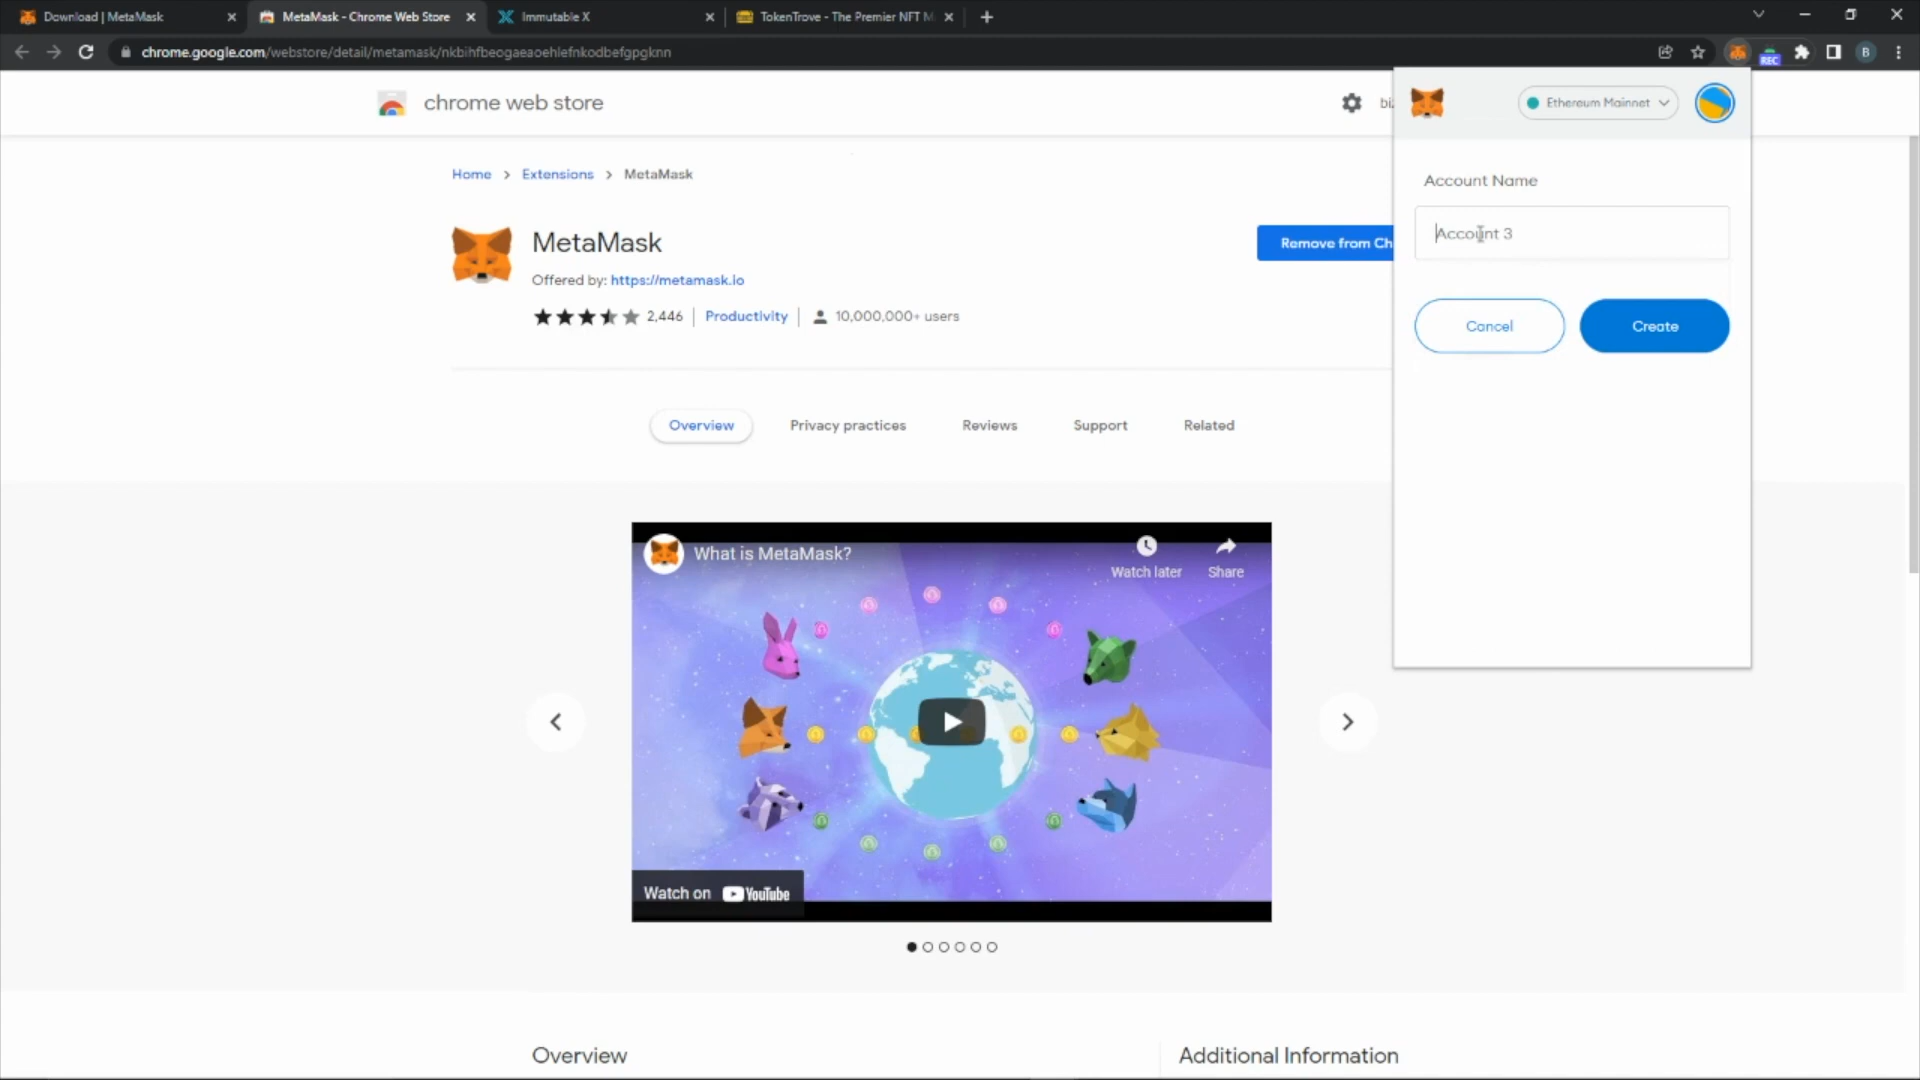 Download | MetaMask
MetaMask - Chrome Web Store
Immutable X
TokenTrove - The Premier NFT M
chrome.google.com/webstore/detail/metamask/nkbihfbeogaeaoehlefnkodbefgpgknn
REC
B
chrome web store
biz
Ethereum Mainnet
Home > Extensions > MetaMask
Account Name
Account 3
MetaMask
Remove from Ch
Offered by: https://metamask.io
2,446 | Productivity | 10,000,000+ users
Cancel
Create
Overview
Privacy practices
Reviews
Support
Related
What is MetaMask?
Watch later
Share
Watch on YouTube
Overview
Additional Information